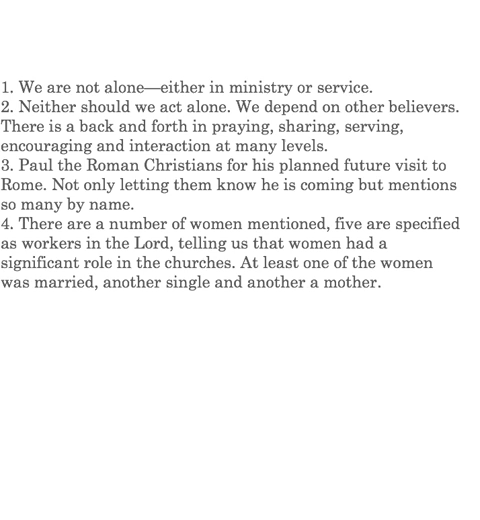 1. We are not alone—either in ministry or service.
2. Neither should we act alone. We depend on other believers.
There is a back and forth in praying, sharing, serving,
encouraging and interaction at many levels.
3. Paul the Roman Christians for his planned future visit to
Rome. Not only letting them know he is coming but mentions
so many by name.
4. There are a number of women mentioned, five are specified
as workers in the Lord, telling us that women had a
significant role in the churches. At least one of the women
was married, another single and another a mother.